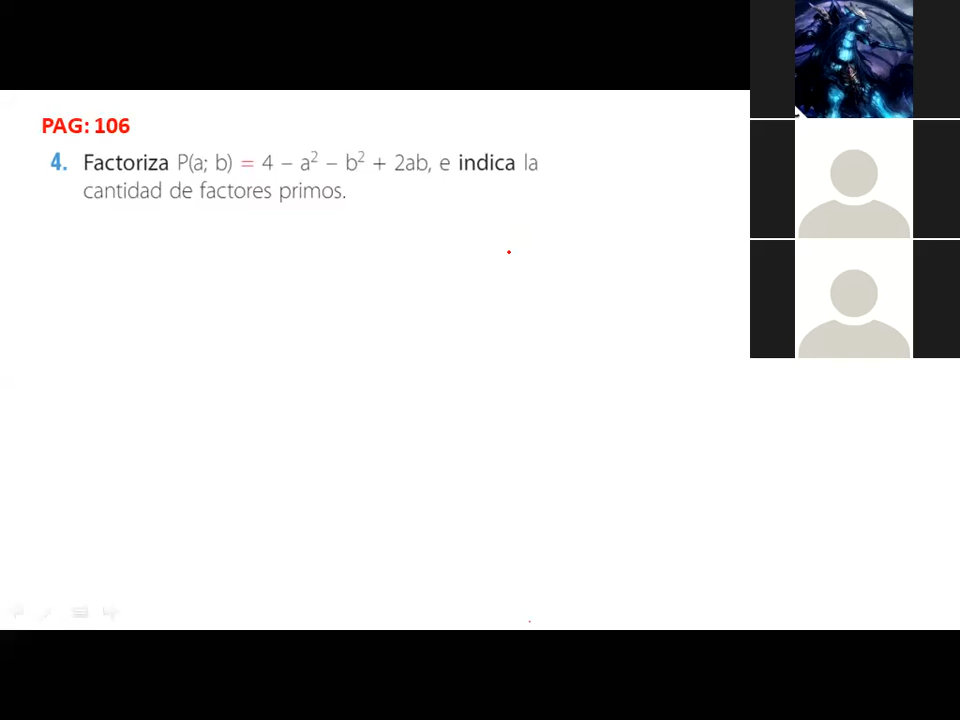 PAG: 106
4. Factoriza P(a; b) = 4 – a² – b² + 2ab, e indica la
cantidad de factores primos.